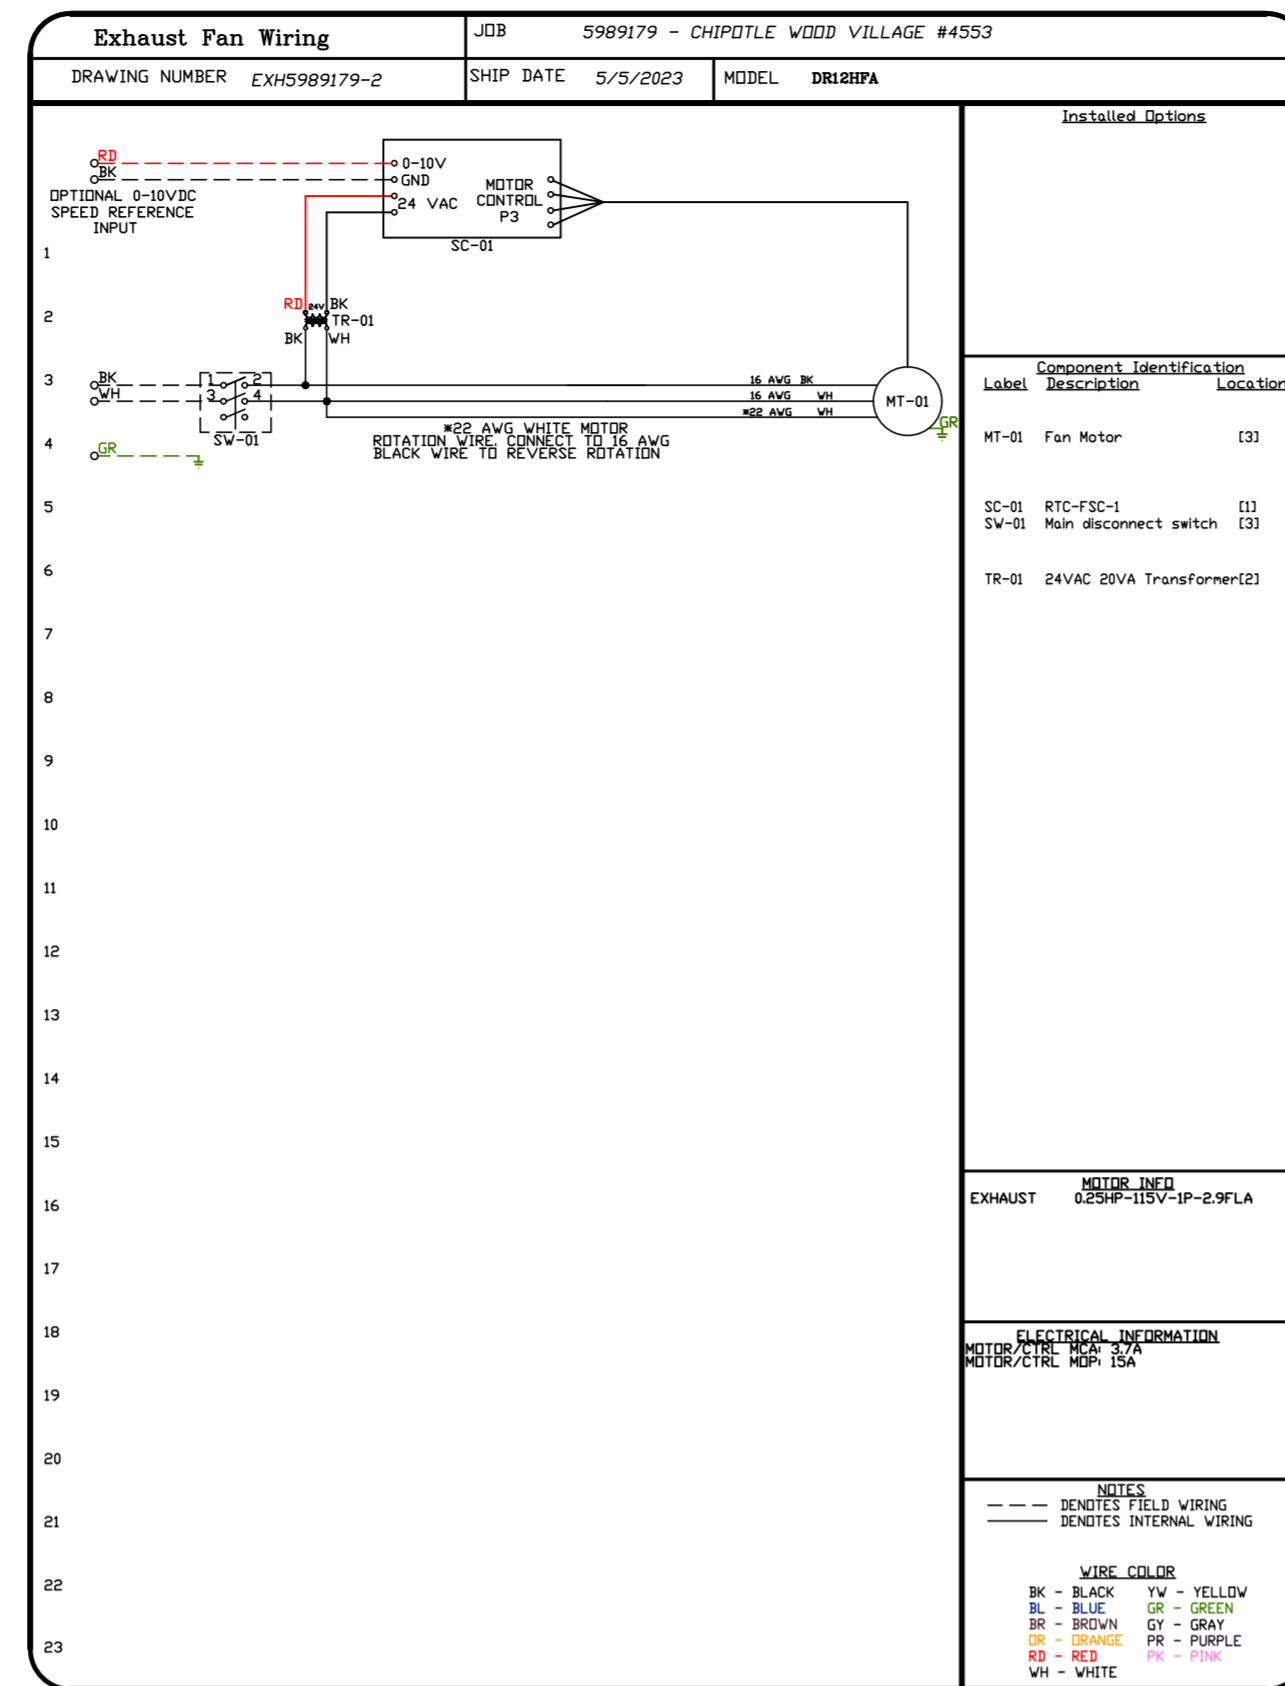 Exhaust Fan Wiring
JOB 5989179 - CHIPOTLE WOOD VILLAGE #4553
DRAWING NUMBER EXH5989179-2
SHIP DATE 5/5/2023
MODEL DR12HFA
RD
BK
OPTIONAL 0-10VDC
SPEED REFERENCE
INPUT
0-10V
GND
24 VAC
MOTOR
CONTROL
P3
SC-01
RD 24V BK
TR-01
BK WH
BK
WH
1 2
3 4
SW-01
GR
16 AWG BK
16 AWG WH
*22 AWG WH
MT-01
GR
*22 AWG WHITE MOTOR
ROTATION WIRE. CONNECT TO 16 AWG
BLACK WIRE TO REVERSE ROTATION
1
2
3
4
5
6
7
8
9
10
11
12
13
14
15
16
17
18
19
20
21
22
23
Installed Options
Component Identification
Label Description Location
MT-01 Fan Motor [3]
SC-01 RTC-FSC-1 [1]
SW-01 Main disconnect switch [3]
TR-01 24VAC 20VA Transformer[2]
MOTOR INFO
EXHAUST 0.25HP-115V-1P-2.9FLA
ELECTRICAL INFORMATION
MOTOR/CTRL MCA: 3.7A
MOTOR/CTRL MOP: 15A
NOTES
DENOTES FIELD WIRING
DENOTES INTERNAL WIRING
WIRE COLOR
BK - BLACK YW - YELLOW
BL - BLUE GR - GREEN
BR - BROWN GY - GRAY
OR - ORANGE PR - PURPLE
RD - RED PK - PINK
WH - WHITE